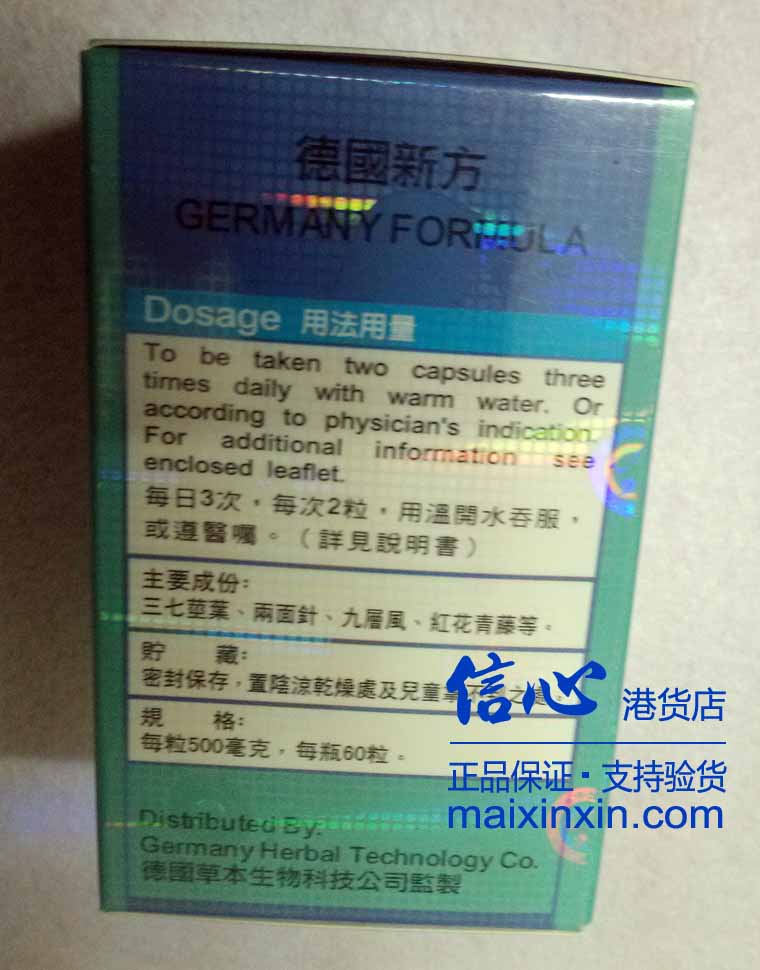 德國新方
GERMANY FORMULA
Dosage 用法用量
To be taken two capsules three
times daily with warm water. Or
according to physician's indication.
For additional information see
enclosed leaflet.
每日3次，每次2粒，用溫開水吞服，
或遵醫囑。（詳見說明書）
主要成份：
三七莖葉、兩面針、九層風、紅花青藤等。
貯 藏：
密封保存，置陰涼乾燥處及兒童拿不到之處。
規 格：
每粒500毫克，每瓶60粒。
Distributed By:
Germany Herbal Technology Co.
德國草本生物科技公司監製
信心 港货店
正品保证·支持验货
maixinxin.com